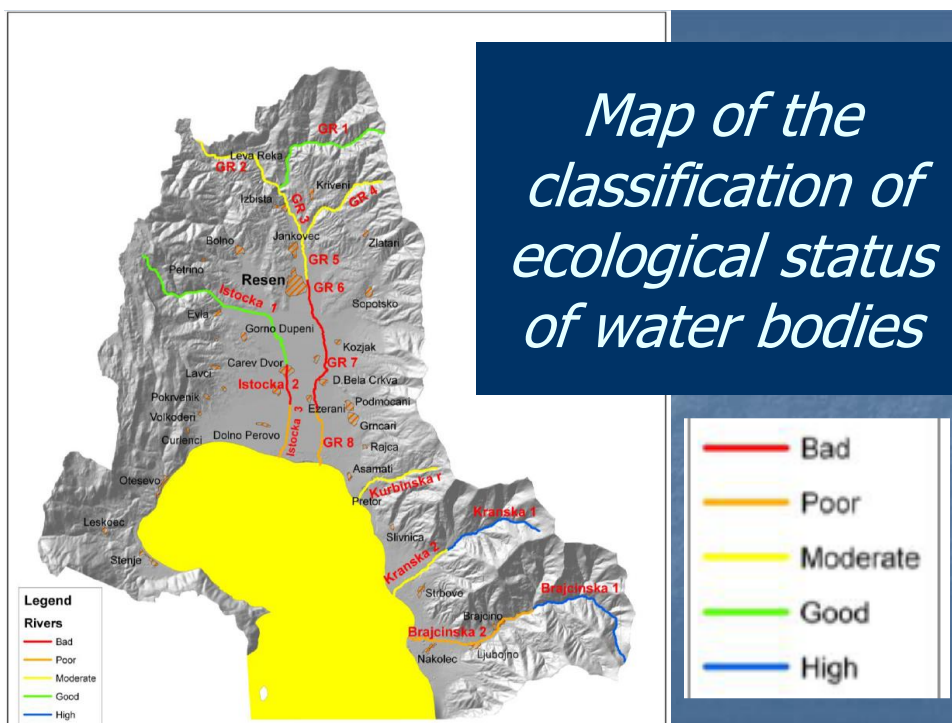 Map of the
classification of
ecological status
of water bodies
GR 1
Leva Reka
GR 2
Kriveni
GR 4
Izbista
GR 3
Jankovec
Bolno
Zlatari
GR 5
Petrino
Resen
GR 6
Istocka 1
Sopotsko
Evla
Gorno Dupeni
Kozjak
Carev Dvor
GR 7
Lavci
D.Bela Crkva
Istocka 2
Pokrvenik
Ezerani
Podmocani
Volkoderi
Grncari
Curlenci
Dolno Perovo
Istocka 3
GR 8
Rajca
Asamati
Otesevo
Kurbinska r
Pretor
Leskoec
Kranska 1
Slivnica
Stenje
Kranska 2
Strbovo
Brajcinska 1
Brajcino
Brajcinska 2
Nakolec
Ljubojno
Legend
Rivers
Bad
Poor
Moderate
Good
High
Bad
Poor
Moderate
Good
High